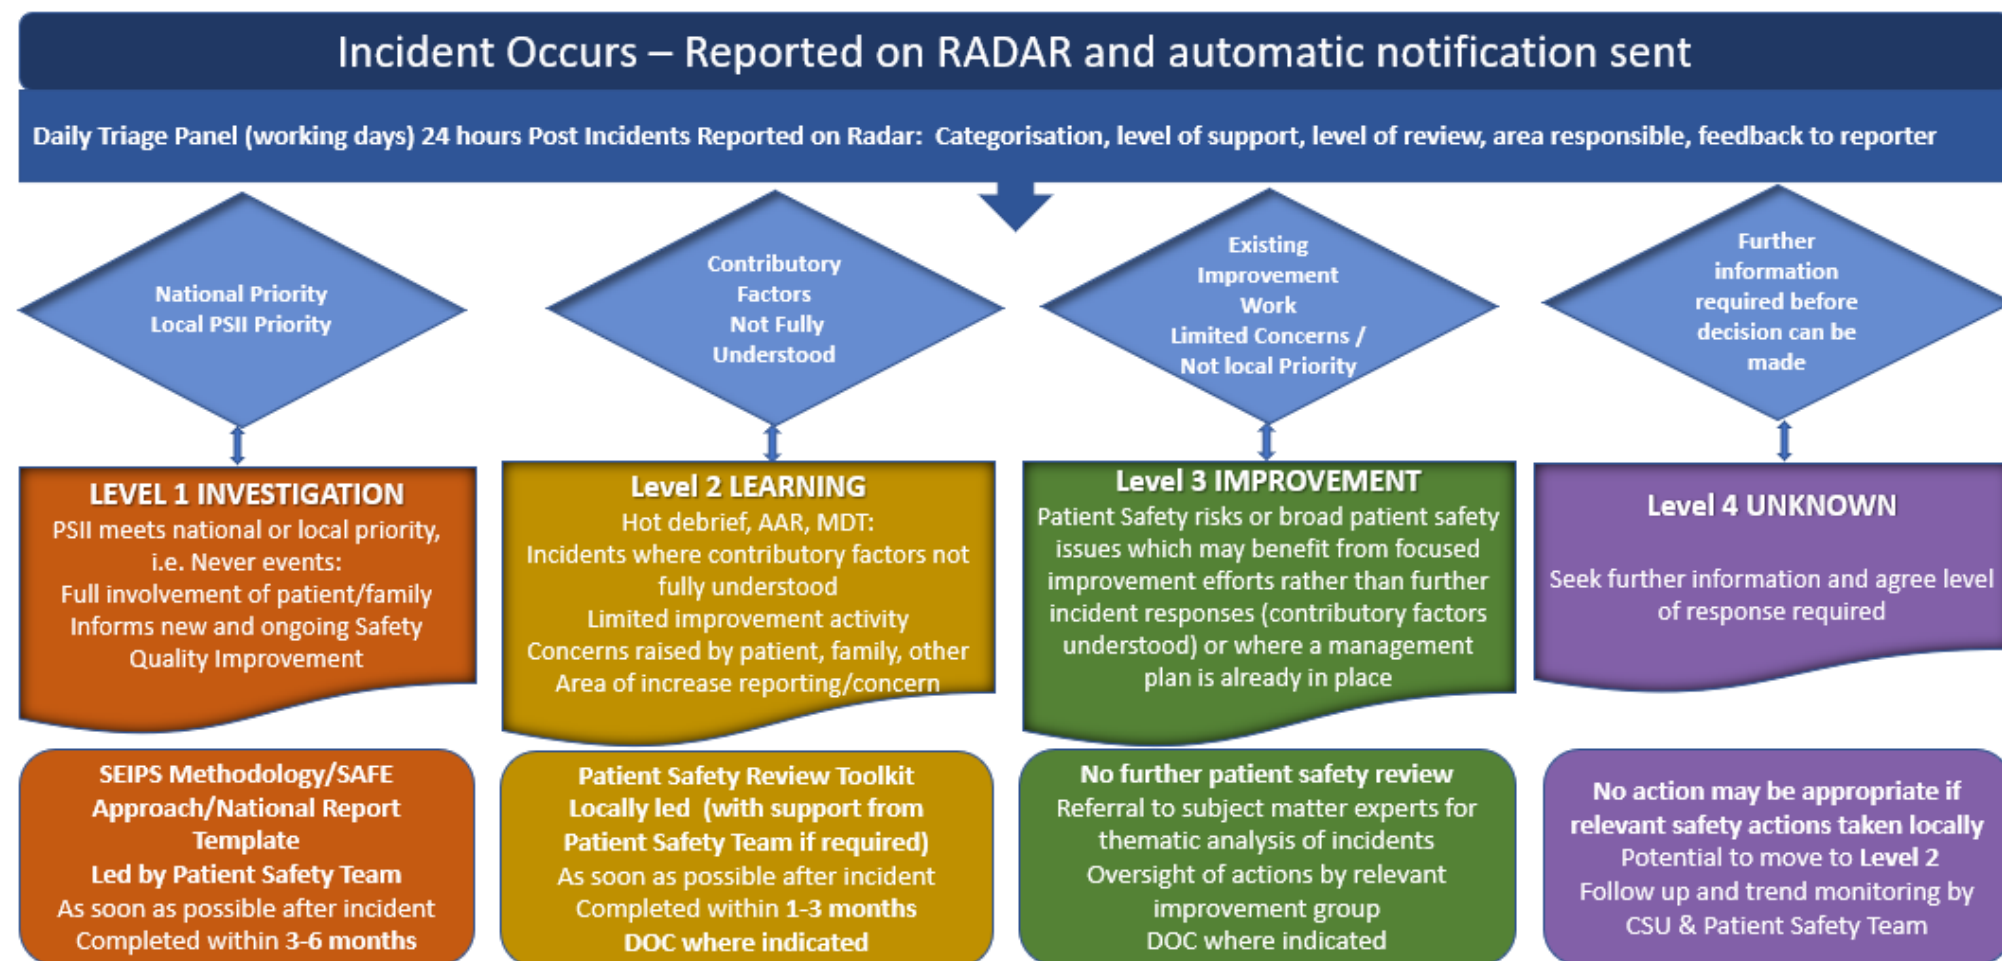 Incident Occurs – Reported on RADAR and automatic notification sent
Daily Triage Panel (working days) 24 hours Post Incidents Reported on Radar:  Categorisation, level of support, level of review, area responsible, feedback to reporter
National Priority
Local PSII Priority
Contributory
Factors
Not Fully
Understood
Existing
Improvement
Work
Limited Concerns /
Not local Priority
Further
information
required before
decision can be
made
LEVEL 1 INVESTIGATION
PSII meets national or local priority,
i.e. Never events:
Full involvement of patient/family
Informs new and ongoing Safety
Quality Improvement
Level 2 LEARNING
Hot debrief, AAR, MDT:
Incidents where contributory factors not
fully understood
Limited improvement activity
Concerns raised by patient, family, other
Area of increase reporting/concern
Level 3 IMPROVEMENT
Patient Safety risks or broad patient safety
issues which may benefit from focused
improvement efforts rather than further
incident responses (contributory factors
understood) or where a management
plan is already in place
Level 4 UNKNOWN
Seek further information and agree level
of response required
SEIPS Methodology/SAFE
Approach/National Report
Template
Led by Patient Safety Team
As soon as possible after incident
Completed within 3-6 months
Patient Safety Review Toolkit
Locally led  (with support from
Patient Safety Team if required)
As soon as possible after incident
Completed within 1-3 months
DOC where indicated
No further patient safety review
Referral to subject matter experts for
thematic analysis of incidents
Oversight of actions by relevant
improvement group
DOC where indicated
No action may be appropriate if
relevant safety actions taken locally
Potential to move to Level 2
Follow up and trend monitoring by
CSU & Patient Safety Team